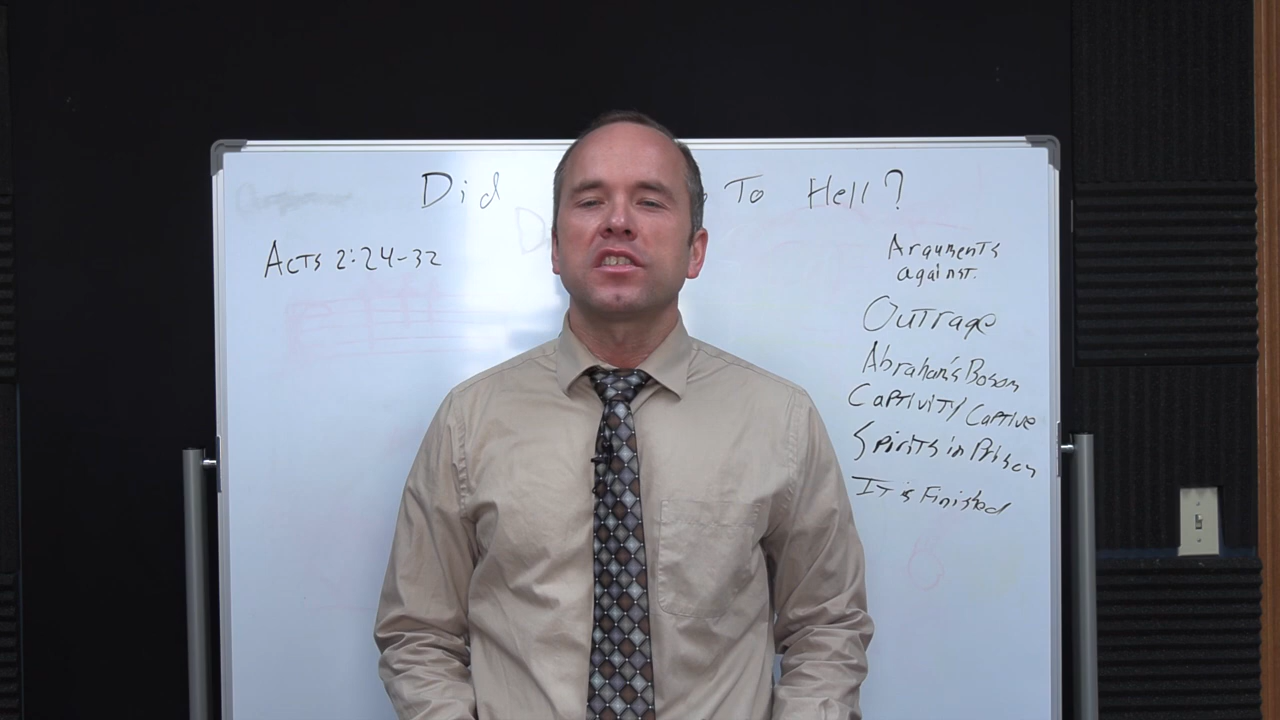 Did To Hell?
Acts 2:24-32
Arguments
against.
Outrage
Abraham's Bosom
Captivity Captive
Spirits in Prison
It is Finished